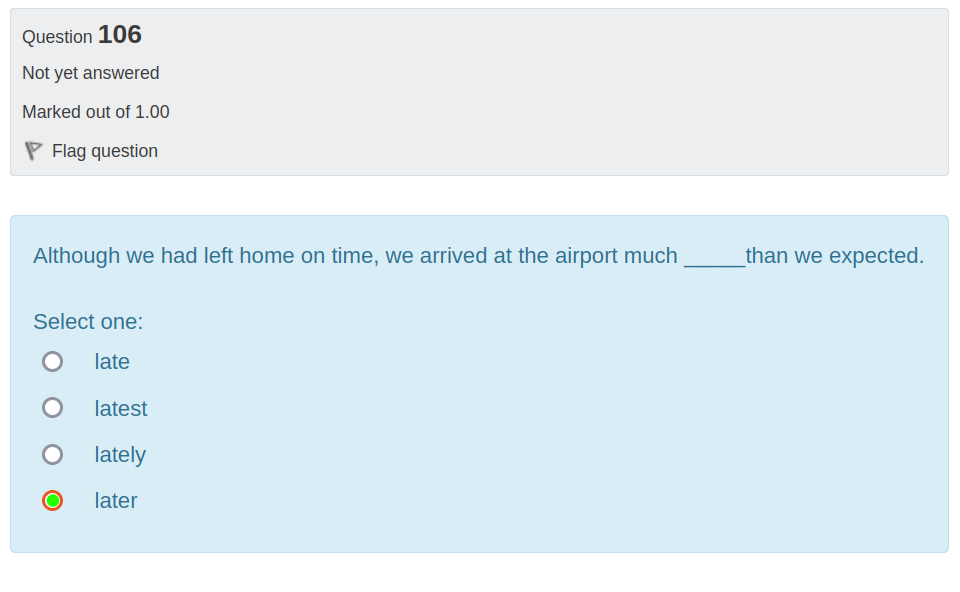 Question 106
Not yet answered
Marked out of 1.00
Flag question
Although we had left home on time, we arrived at the airport much _____than we expected.
Select one:
late
latest
lately
later